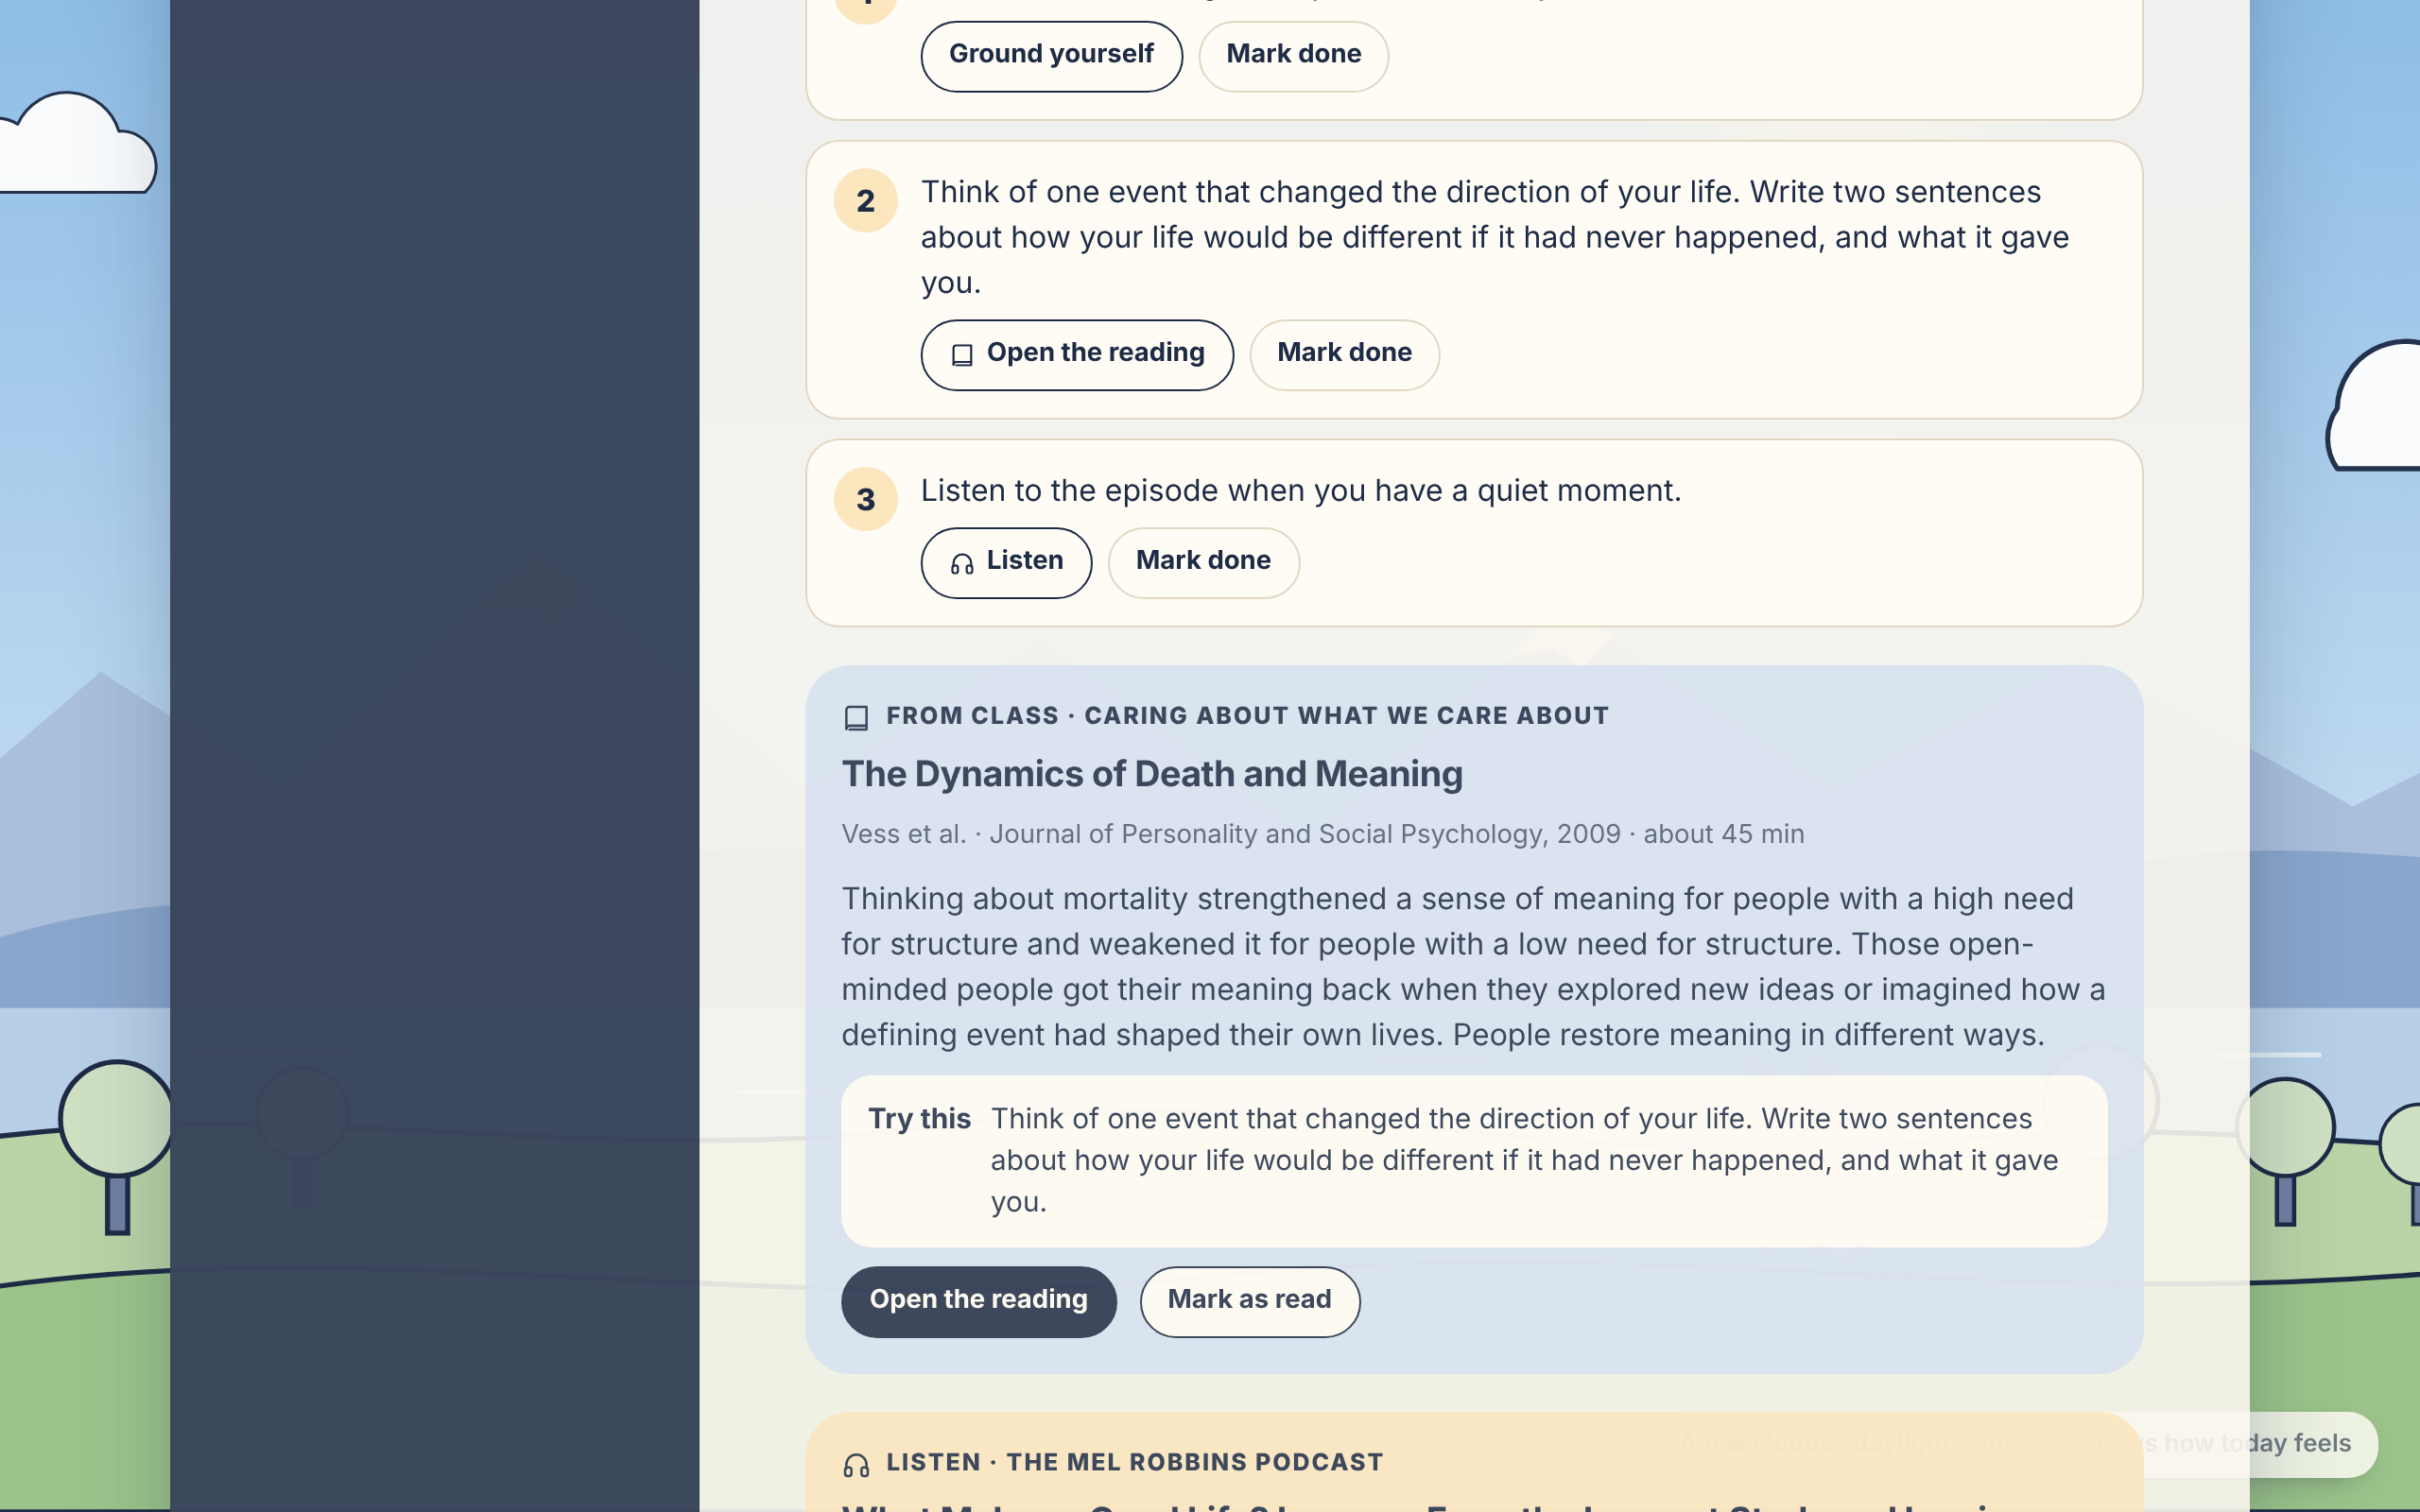 Ground yourself
Mark done
2
Think of one event that changed the direction of your life. Write two sentences
about how your life would be different if it had never happened, and what it gave
you.
Open the reading
Mark done
3
Listen to the episode when you have a quiet moment.
Listen
Mark done
FROM CLASS · CARING ABOUT WHAT WE CARE ABOUT
The Dynamics of Death and Meaning
Vess et al. · Journal of Personality and Social Psychology, 2009 · about 45 min
Thinking about mortality strengthened a sense of meaning for people with a high need
for structure and weakened it for people with a low need for structure. Those open-
minded people got their meaning back when they explored new ideas or imagined how a
defining event had shaped their own lives. People restore meaning in different ways.
Try this
Think of one event that changed the direction of your life. Write two sentences
about how your life would be different if it had never happened, and what it gave
you.
Open the reading
Mark as read
A few clouds · daylight
how today feels
LISTEN · THE MEL ROBBINS PODCAST